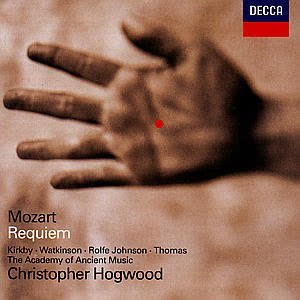 DECCA
Mozart
Requiem
Kirkby · Watkinson · Rolfe Johnson · Thomas
The Academy of Ancient Music
Christopher Hogwood